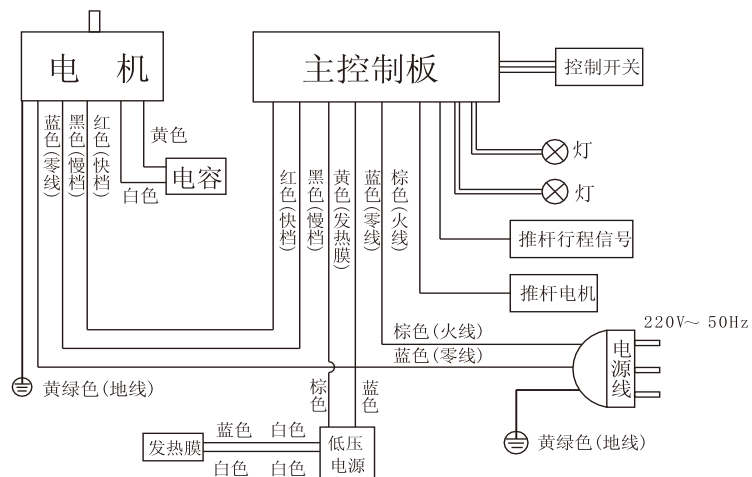 电 机
主控制板
控制开关
蓝色(零线)
黑色(慢档)
红色(快档)
黄色
电容
白色
灯
灯
红色(快档)
黑色(慢档)
黄色(发热膜)
蓝色(零线)
棕色(火线)
推杆行程信号
推杆电机
220V～ 50Hz
棕色(火线)
蓝色(零线)
电源线
黄绿色(地线)
棕色
蓝色
黄绿色(地线)
发热膜
蓝色 白色
白色 白色
低压
电源